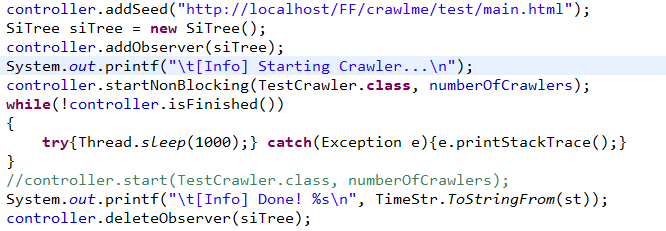 controller.addSeed("http://localhost/FF/crawlme/test/main.html");
SiTree siTree = new SiTree();
controller.addObserver(siTree);
System.out.printf("\t[Info] Starting Crawler...\n");
controller.startNonBlocking(TestCrawler.class, numberOfCrawlers);
while(!controller.isFinished())
{
    try{Thread.sleep(1000);} catch(Exception e){e.printStackTrace();}
}
//controller.start(TestCrawler.class, numberOfCrawlers);
System.out.printf("\t[Info] Done! %s\n", TimeStr.ToStringFrom(st));
controller.deleteObserver(siTree);